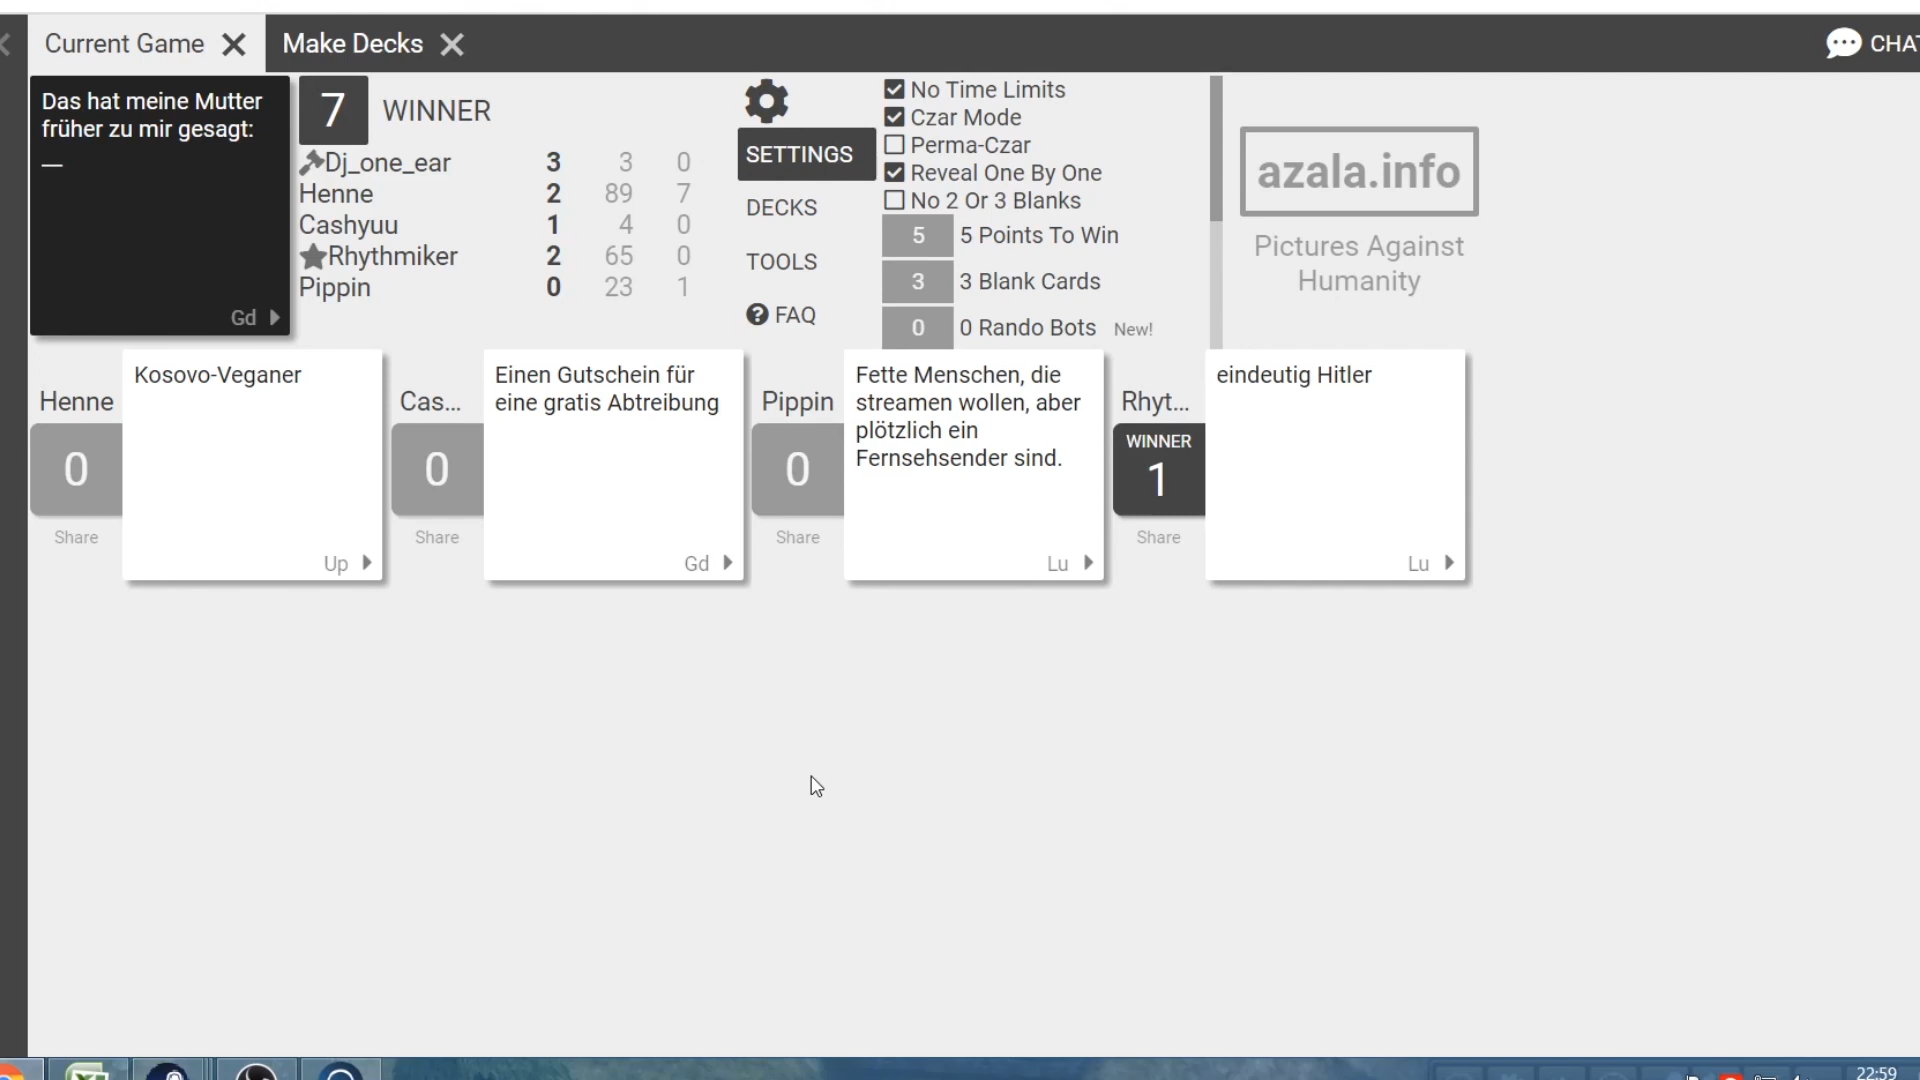 Current Game
Make Decks
CHAT
Das hat meine Mutter
früher zu mir gesagt:
__
Gd
7 WINNER
Dj_one_ear 3 3 0
Henne 2 89 7
Cashyuu 1 4 0
Rhythmiker 2 65 0
Pippin 0 23 1
SETTINGS
DECKS
TOOLS
FAQ
No Time Limits
Czar Mode
Perma-Czar
Reveal One By One
No 2 Or 3 Blanks
5 5 Points To Win
3 3 Blank Cards
0 0 Rando Bots New!
azala.info
Pictures Against
Humanity
Henne
0
Share
Kosovo-Veganer
Up
Cas...
0
Share
Einen Gutschein für
eine gratis Abtreibung
Gd
Pippin
0
Share
Fette Menschen, die
streamen wollen, aber
plötzlich ein
Fernsehsender sind.
Lu
Rhyt...
WINNER
1
Share
eindeutig Hitler
Lu
22:59